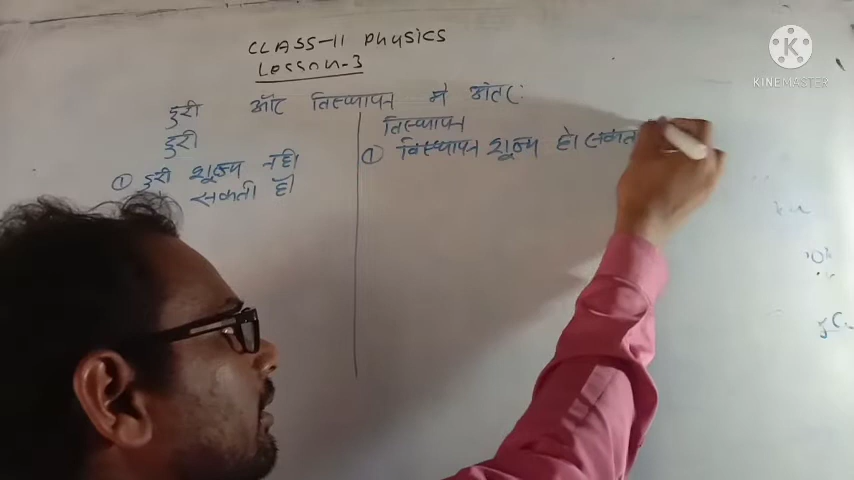 CLASS-11 Physics
Lesson-3
दुरी और विस्थापन में अंतर:
दुरी
विस्थापन
① दुरी शून्य नही
सकती हैं
① विस्थापन शून्य हो सकत
K
KINEMASTER